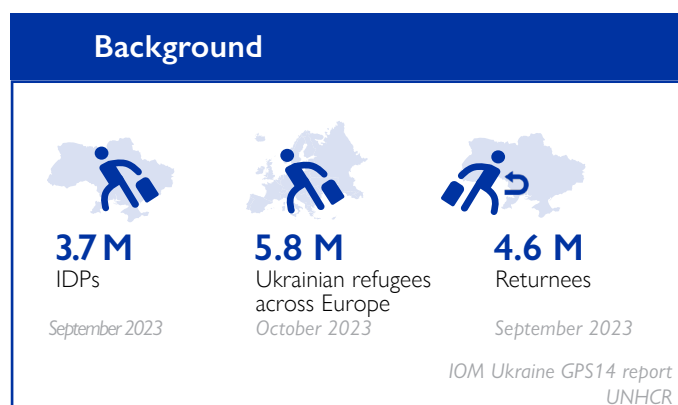 Background
3.7 M
IDPs
September 2023
5.8 M
Ukrainian refugees
across Europe
October 2023
4.6 M
Returnees
September 2023
IOM Ukraine GPS14 report
UNHCR